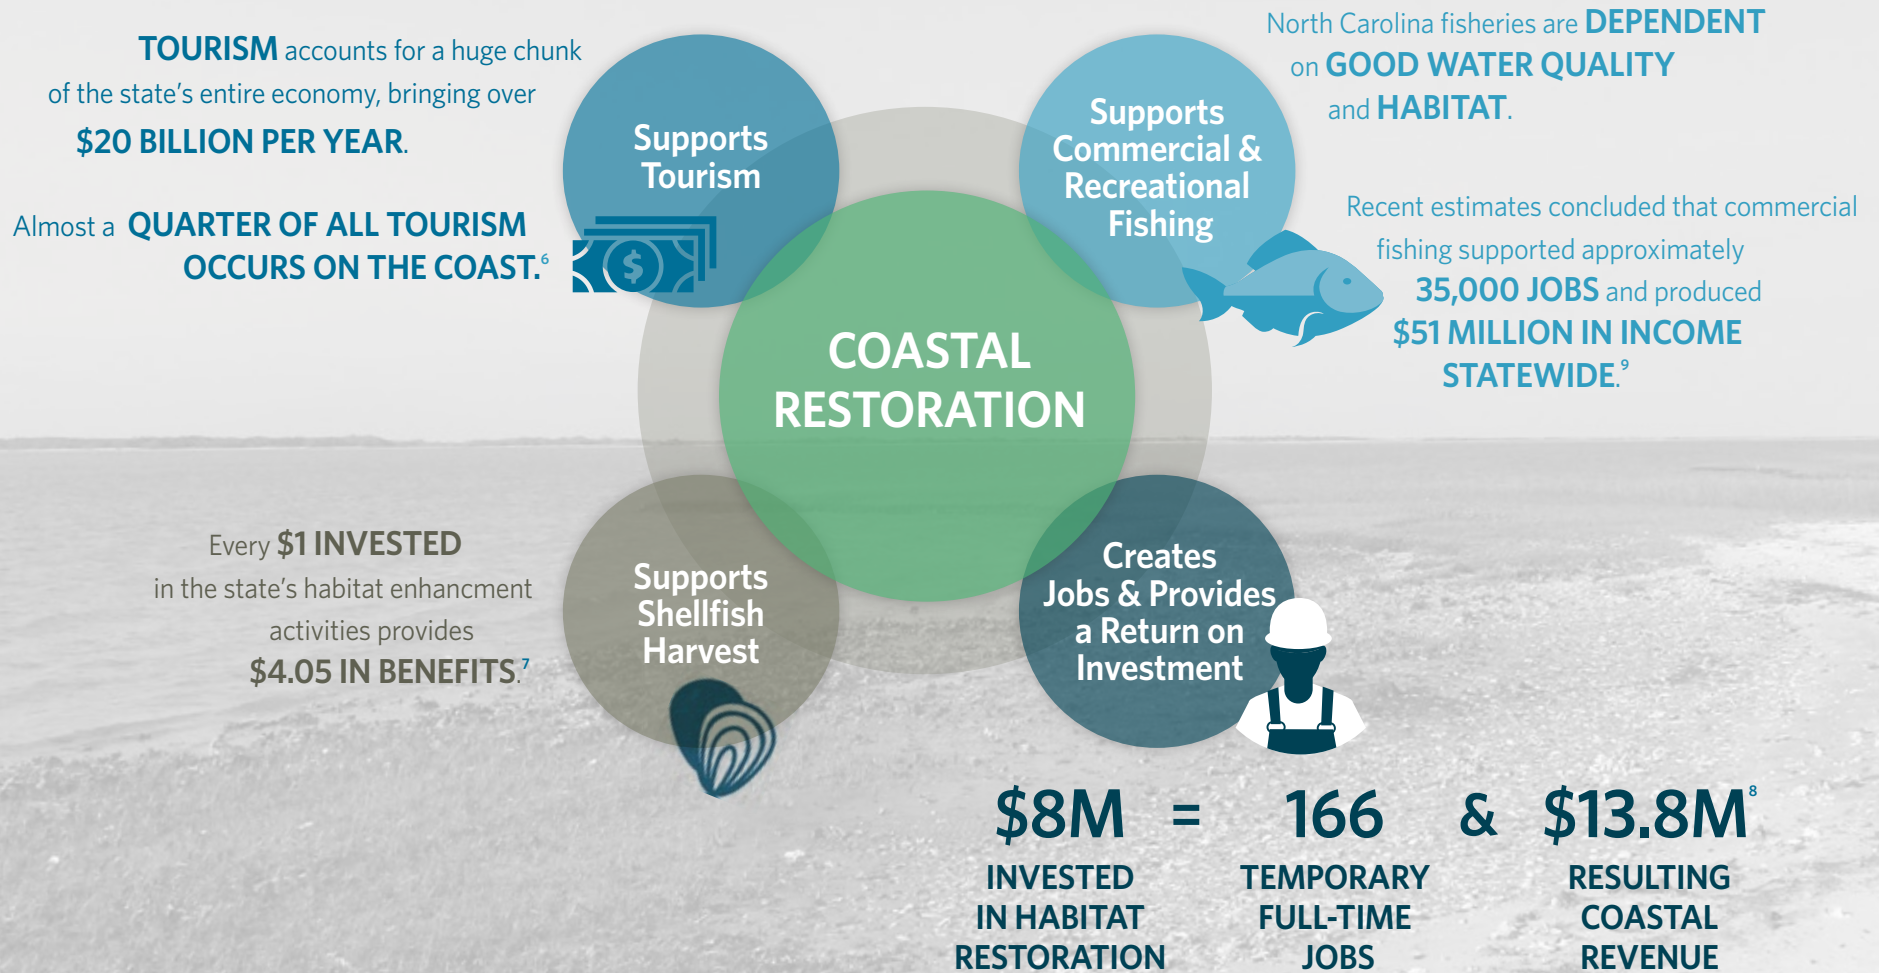 TOURISM accounts for a huge chunk
of the state's entire economy, bringing over
$20 BILLION PER YEAR.
Almost a QUARTER OF ALL TOURISM
OCCURS ON THE COAST.⁶
Supports
Tourism
$
Supports
Commercial &
Recreational
Fishing
North Carolina fisheries are DEPENDENT
on GOOD WATER QUALITY
and HABITAT.
Recent estimates concluded that commercial
fishing supported approximately
35,000 JOBS and produced
$51 MILLION IN INCOME
STATEWIDE.⁹
COASTAL
RESTORATION
Every $1 INVESTED
in the state's habitat enhancment
activities provides
$4.05 IN BENEFITS.⁷
Supports
Shellfish
Harvest
Creates
Jobs & Provides
a Return on
Investment
$8M = 166 & $13.8M⁸
INVESTED TEMPORARY RESULTING
IN HABITAT FULL-TIME COASTAL
RESTORATION JOBS REVENUE